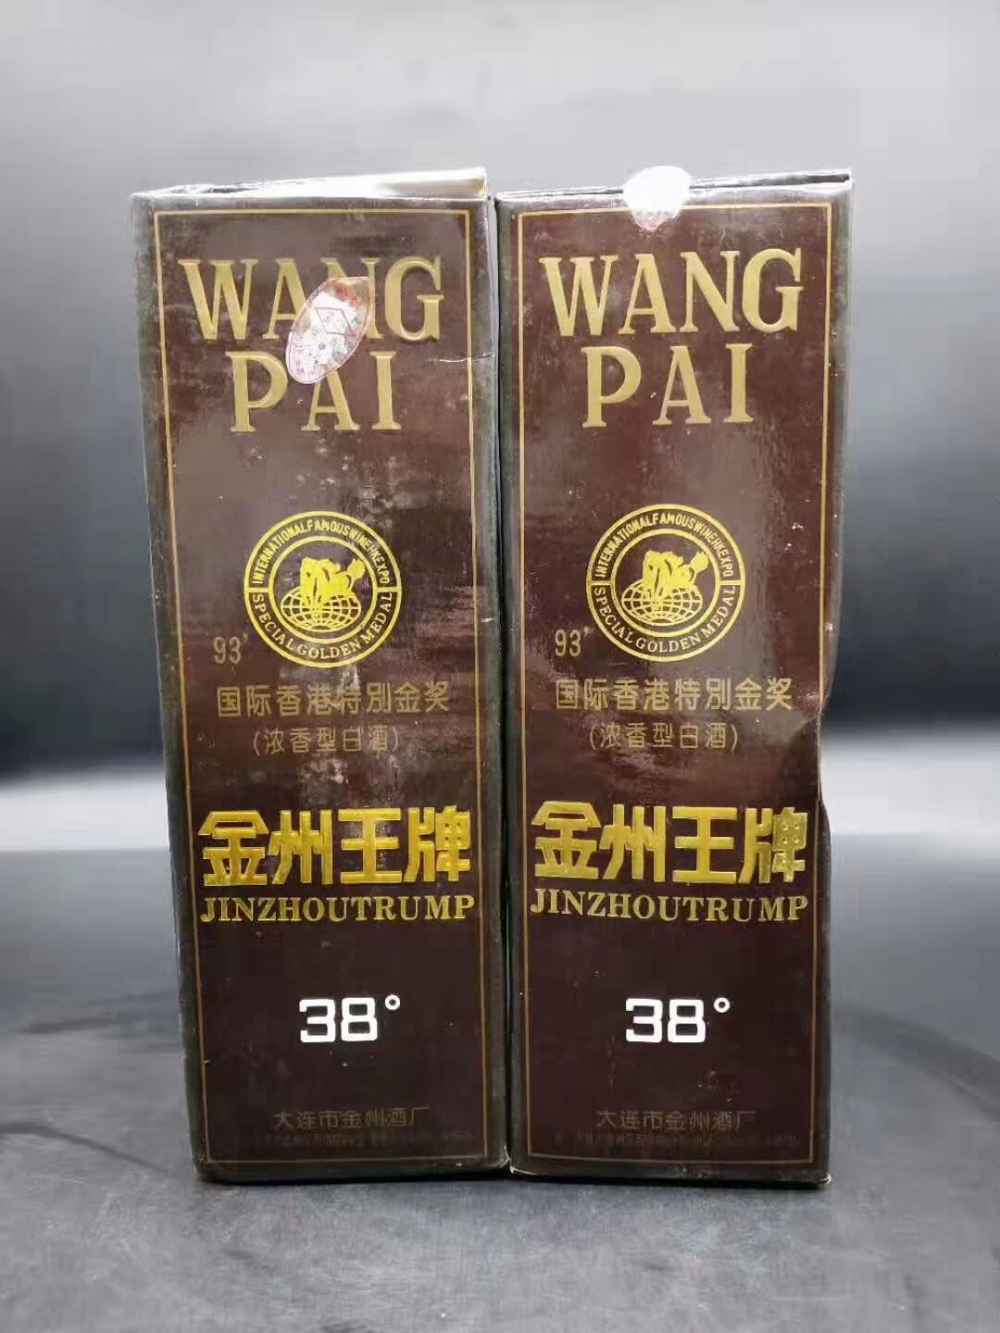 WANG
PAI
INTERNATIONALFAMOUSWINEHKEXPO
SPECIALGOLDENMEDAL
93'
国际香港特别金奖
(浓香型白酒)
金州王牌
JINZHOUTRUMP
38°
大连市金州酒厂
WANG
PAI
INTERNATIONALFAMOUSWINEHKEXPO
SPECIALGOLDENMEDAL
93'
国际香港特别金奖
(浓香型白酒)
金州王牌
JINZHOUTRUMP
38°
大连市金州酒厂